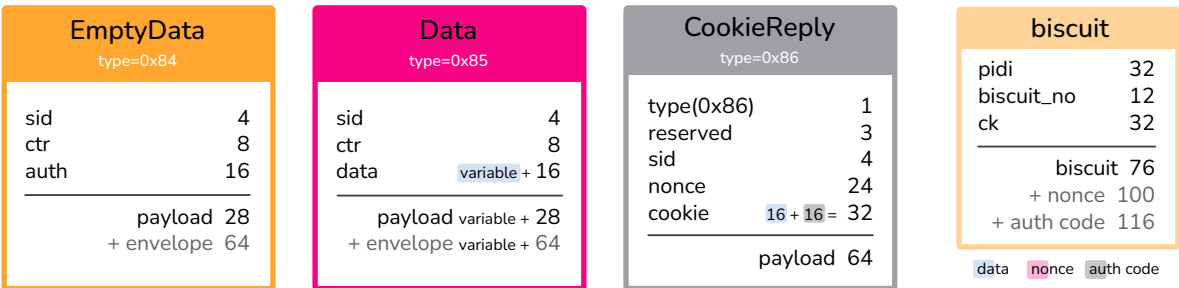 EmptyData
type=0x84
sid 4
ctr 8
auth 16
payload 28
+ envelope 64
Data
type=0x85
sid 4
ctr 8
data variable + 16
payload variable + 28
+ envelope variable + 64
CookieReply
type=0x86
type(0x86) 1
reserved 3
sid 4
nonce 24
cookie 16 + 16 = 32
payload 64
biscuit
pidi 32
biscuit_no 12
ck 32
biscuit 76
+ nonce 100
+ auth code 116
data nonce auth code